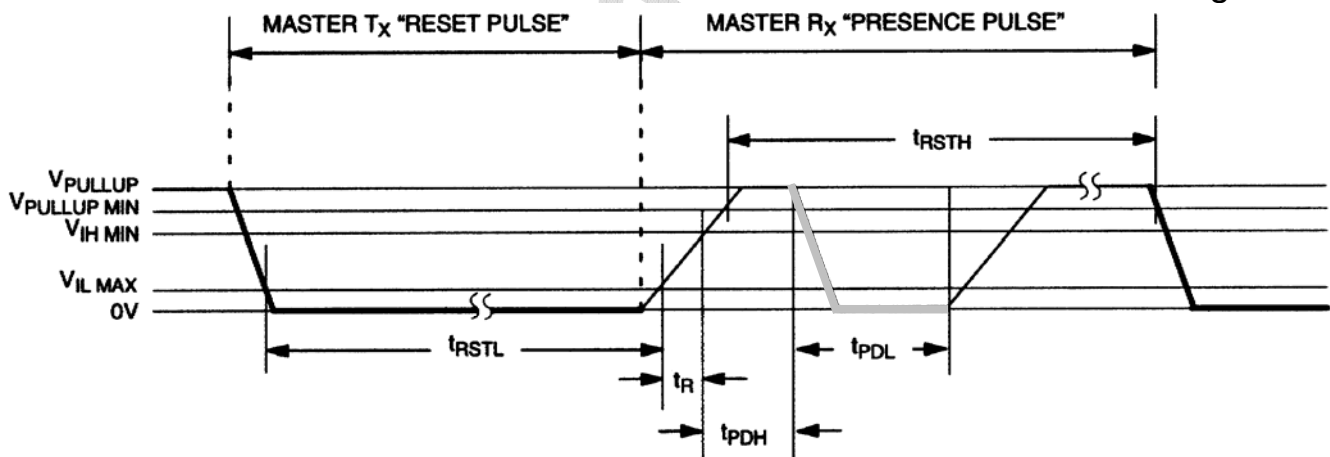 MASTER TX “RESET PULSE” MASTER RX “PRESENCE PULSE”
tRSTH
VPULLUP
VPULLUP MIN
VIH MIN
VIL MAX
0V
tRSTL
tPDL
tR
tPDH